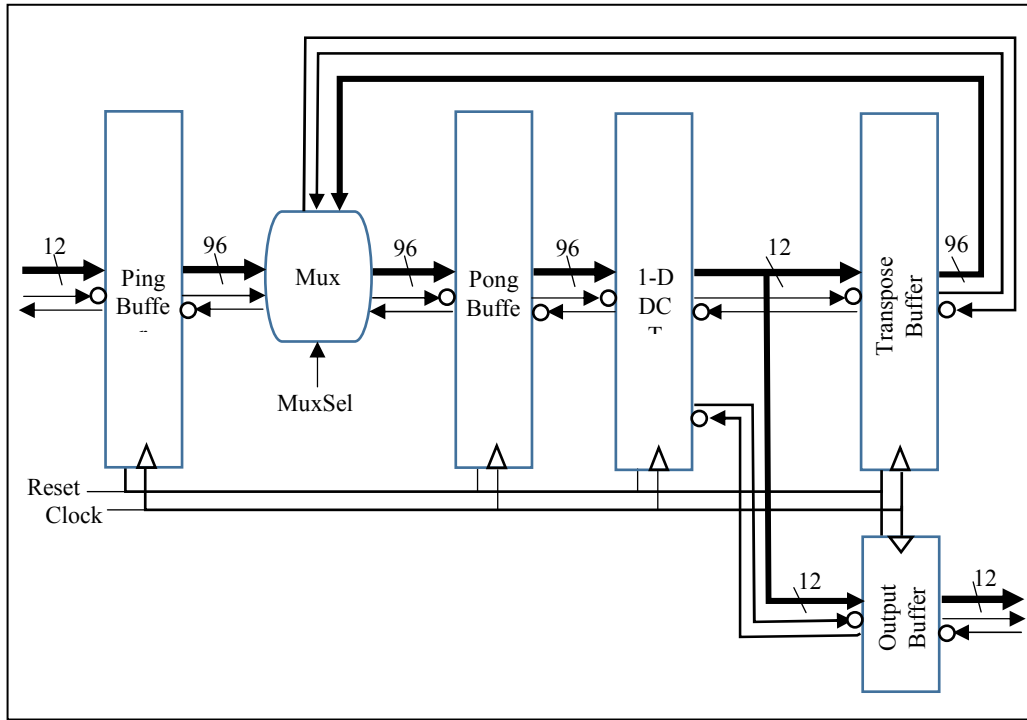 12
96
96
96
12
96
Ping
Buffe
Mux
Pong
Buffe
1-D
DC
T
Transpose
Buffer
MuxSel
Reset
Clock
12
12
Output
Buffer